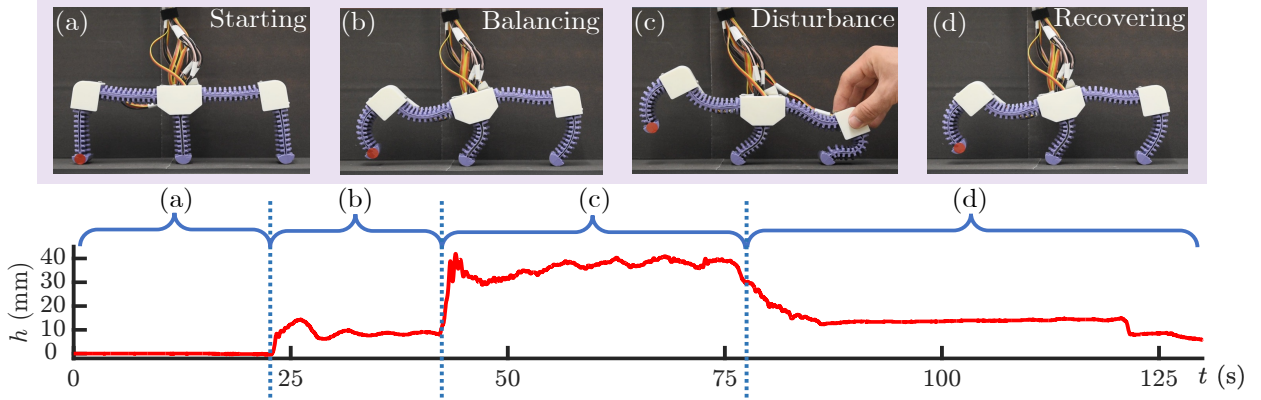 (a) Starting
(b) Balancing
(c) Disturbance
(d) Recovering
(a) (b) (c) (d)
h (mm)
40
30
20
10
0
0 25 50 75 100 125 t (s)